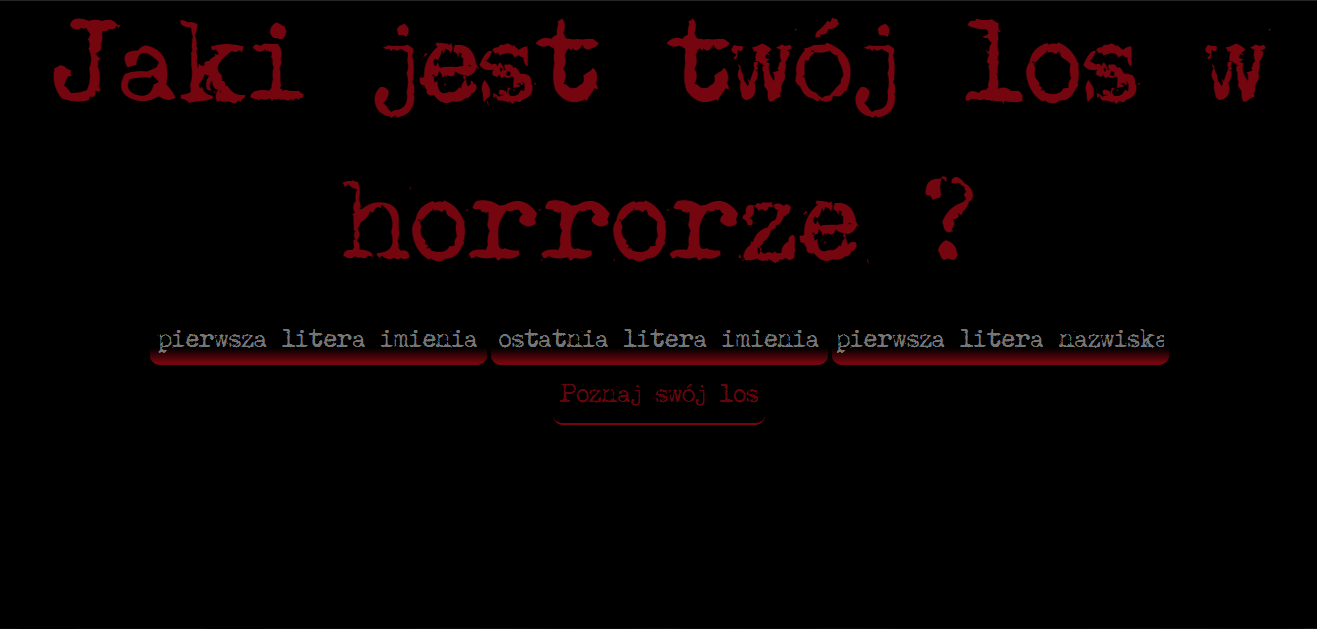 Jaki jest twój los w
horrorze ?
pierwsza litera imienia ostatnia litera imienia pierwsza litera nazwiska
Poznaj swój los